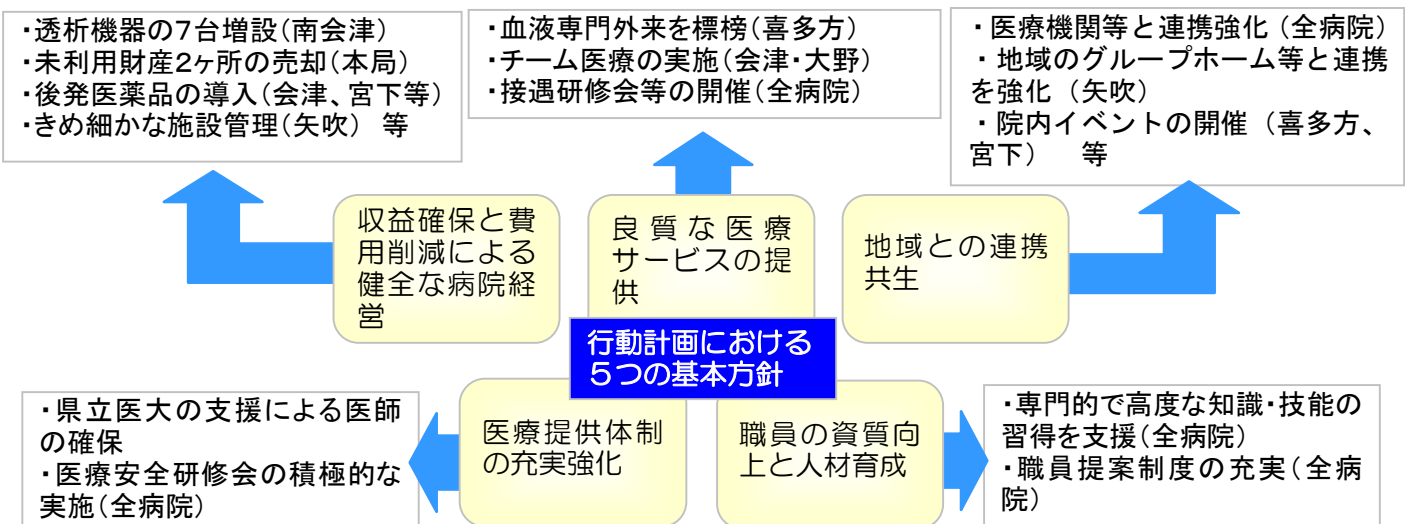 ・透析機器の7台増設(南会津)
・未利用財産2ヶ所の売却(本局)
・後発医薬品の導入(会津、宮下等)
・きめ細かな施設管理(矢吹) 等
・血液専門外来を標榜(喜多方)
・チーム医療の実施(会津・大野)
・接遇研修会等の開催(全病院)
・医療機関等と連携強化(全病院)
・地域のグループホーム等と連携
を強化(矢吹)
・院内イベントの開催(喜多方、
宮下) 等
収益確保と費
用削減による
健全な病院経
営
良質な医療
サービスの提
供
地域との連携
共生
行動計画における
5つの基本方針
医療提供体制
の充実強化
職員の資質向
上と人材育成
・県立医大の支援による医師
の確保
・医療安全研修会の積極的な
実施(全病院)
・専門的で高度な知識・技能の
習得を支援(全病院)
・職員提案制度の充実(全病
院)